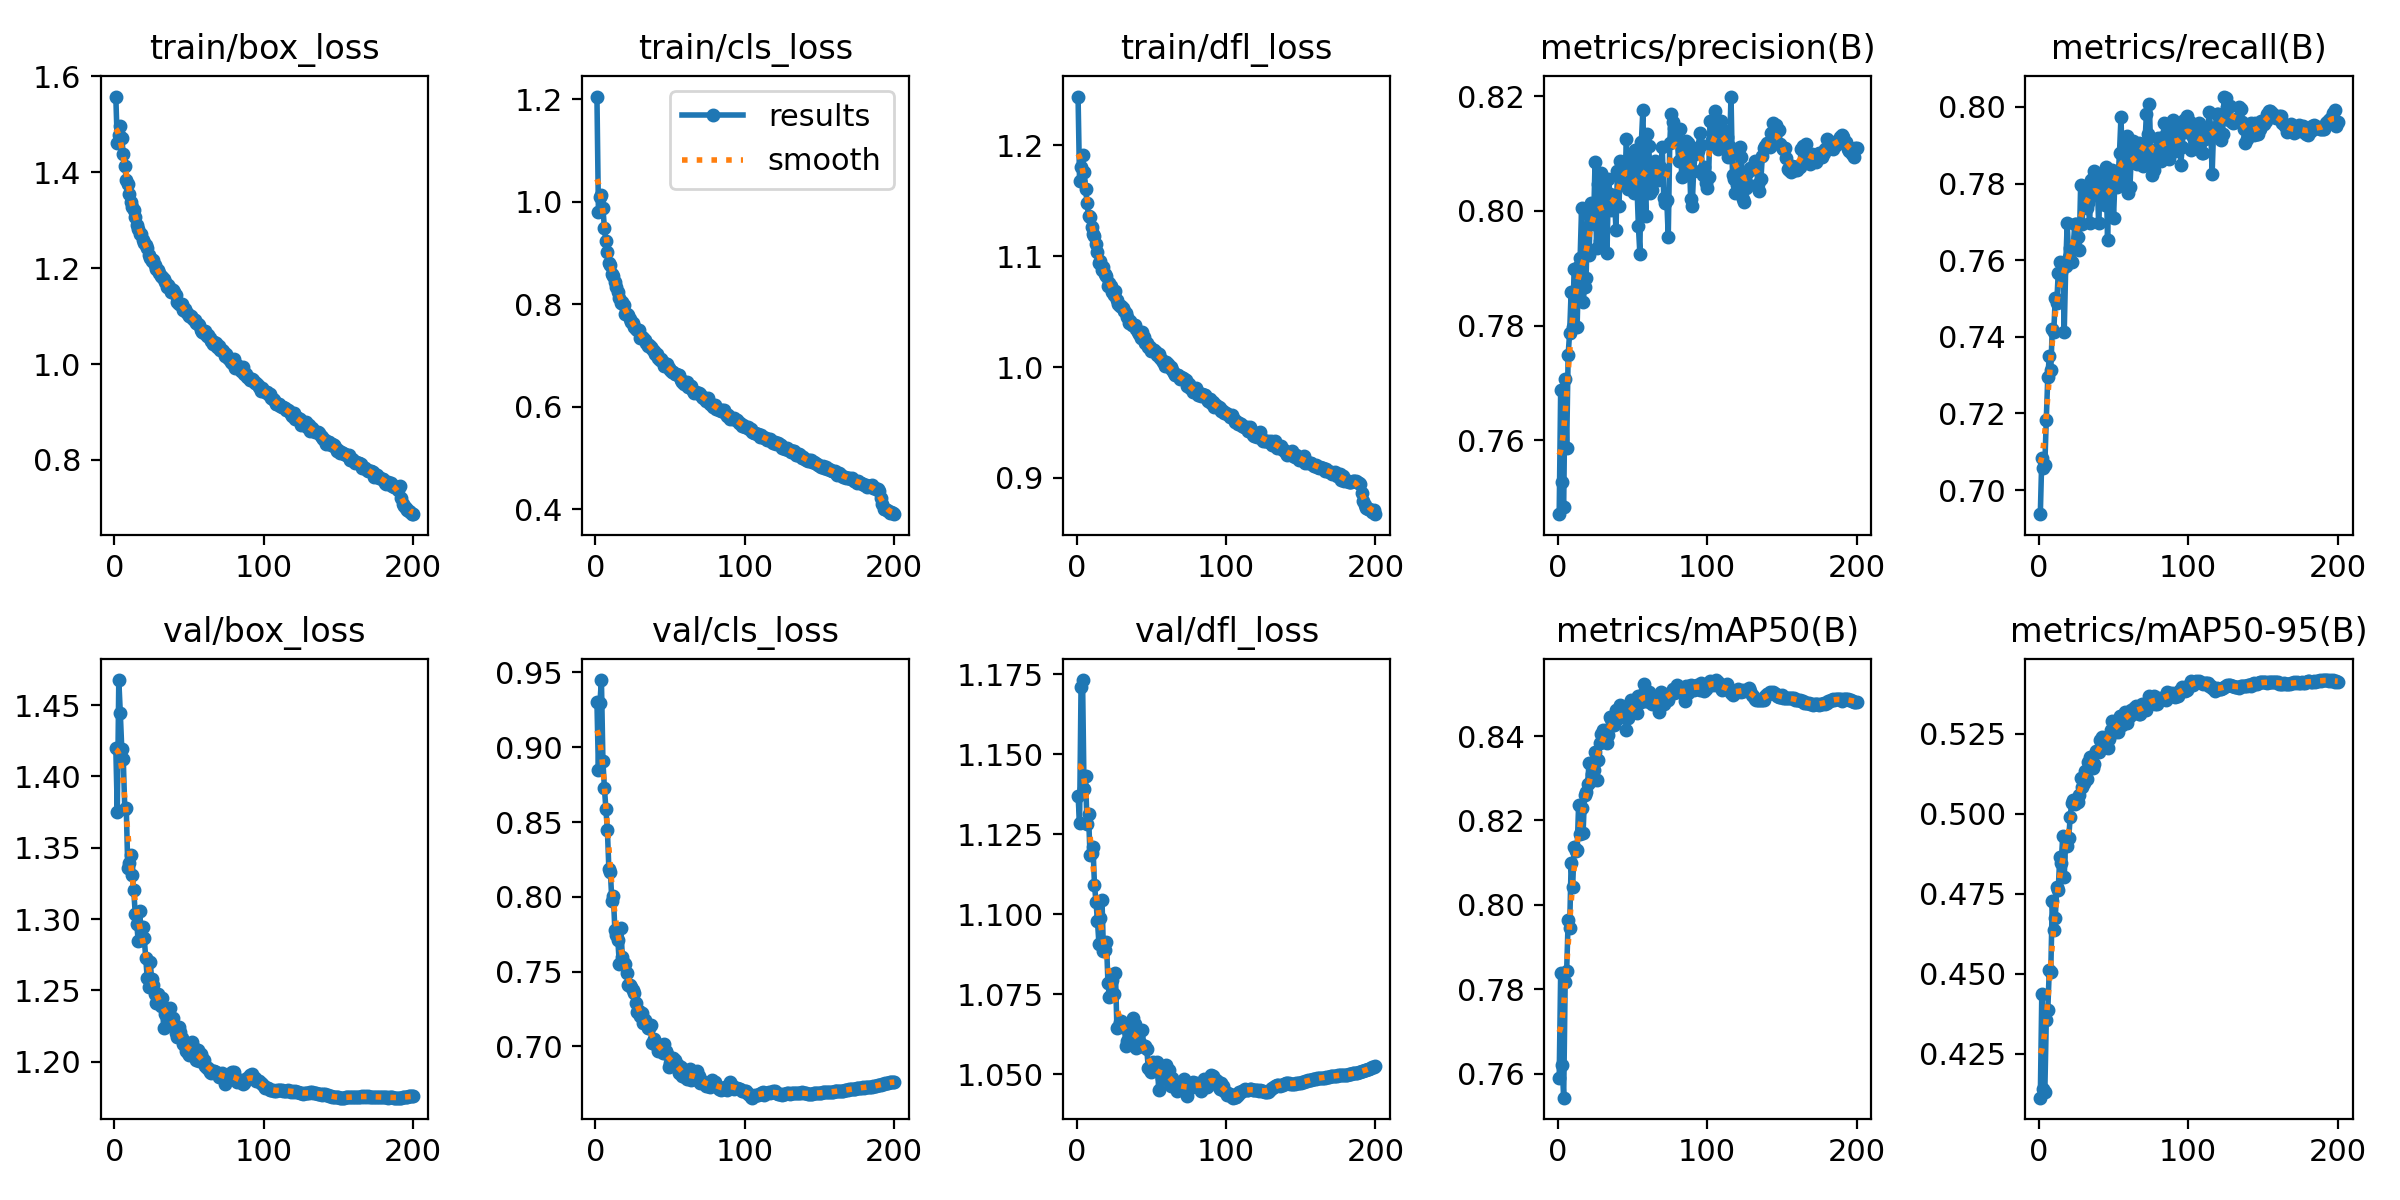 train/box_loss
1.6
1.4
1.2
1.0
0.8
0 100 200
train/cls_loss
results
smooth
1.2
1.0
0.8
0.6
0.4
0 100 200
train/dfl_loss
1.2
1.1
1.0
0.9
0 100 200
metrics/precision(B)
0.82
0.80
0.78
0.76
0 100 200
metrics/recall(B)
0.80
0.78
0.76
0.74
0.72
0.70
0 100 200
val/box_loss
1.45
1.40
1.35
1.30
1.25
1.20
0 100 200
val/cls_loss
0.95
0.90
0.85
0.80
0.75
0.70
0 100 200
val/dfl_loss
1.175
1.150
1.125
1.100
1.075
1.050
0 100 200
metrics/mAP50(B)
0.84
0.82
0.80
0.78
0.76
0 100 200
metrics/mAP50-95(B)
0.525
0.500
0.475
0.450
0.425
0 100 200